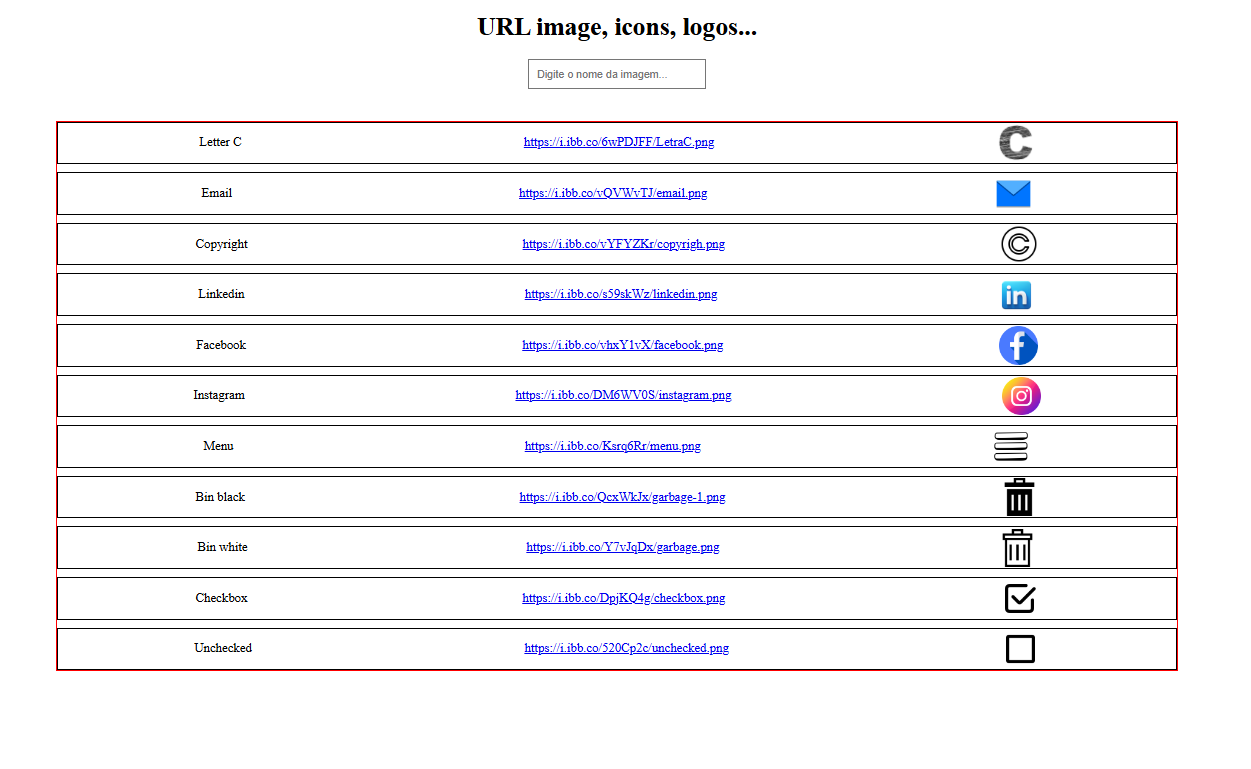 URL image, icons, logos...
Digite o nome da imagem...
Letter C https://i.ibb.co/6wPDJFF/LetraC.png C
Email https://i.ibb.co/vQVWvTJ/email.png
Copyright https://i.ibb.co/vYFYZKr/copyrigh.png ©
Linkedin https://i.ibb.co/s59skWz/linkedin.png in
Facebook https://i.ibb.co/vhxY1vX/facebook.png f
Instagram https://i.ibb.co/DM6WV0S/instagram.png
Menu https://i.ibb.co/Ksrq6Rr/menu.png
Bin black https://i.ibb.co/QcxWkJx/garbage-1.png
Bin white https://i.ibb.co/Y7vJqDx/garbage.png
Checkbox https://i.ibb.co/DpjKQ4g/checkbox.png
Unchecked https://i.ibb.co/520Cp2c/unchecked.png